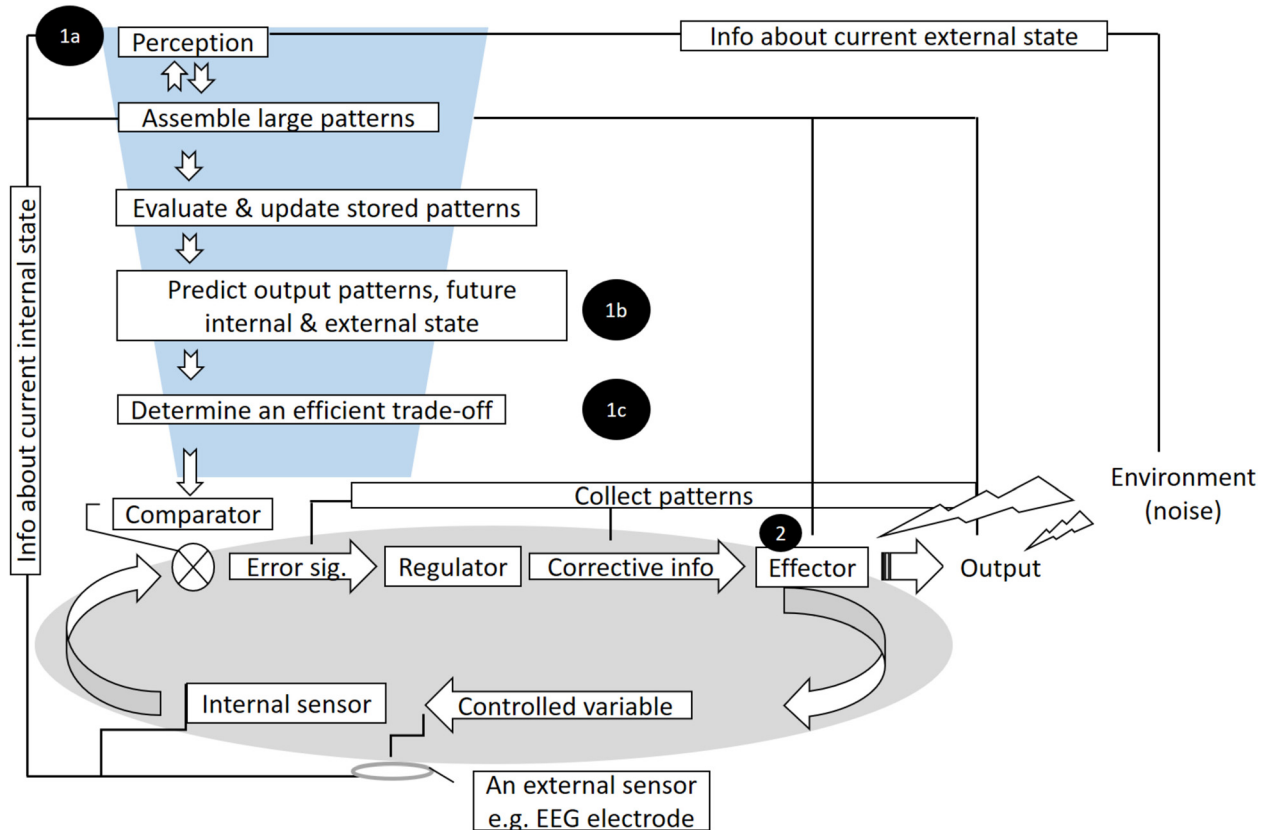 1a
Perception
Info about current external state
Assemble large patterns
Evaluate & update stored patterns
Info about current internal state
Predict output patterns, future
internal & external state
1b
Determine an efficient trade-off
1c
Environment
(noise)
Collect patterns
Comparator
2
Error sig.
Regulator
Corrective info
Effector
Output
Internal sensor
Controlled variable
An external sensor
e.g. EEG electrode